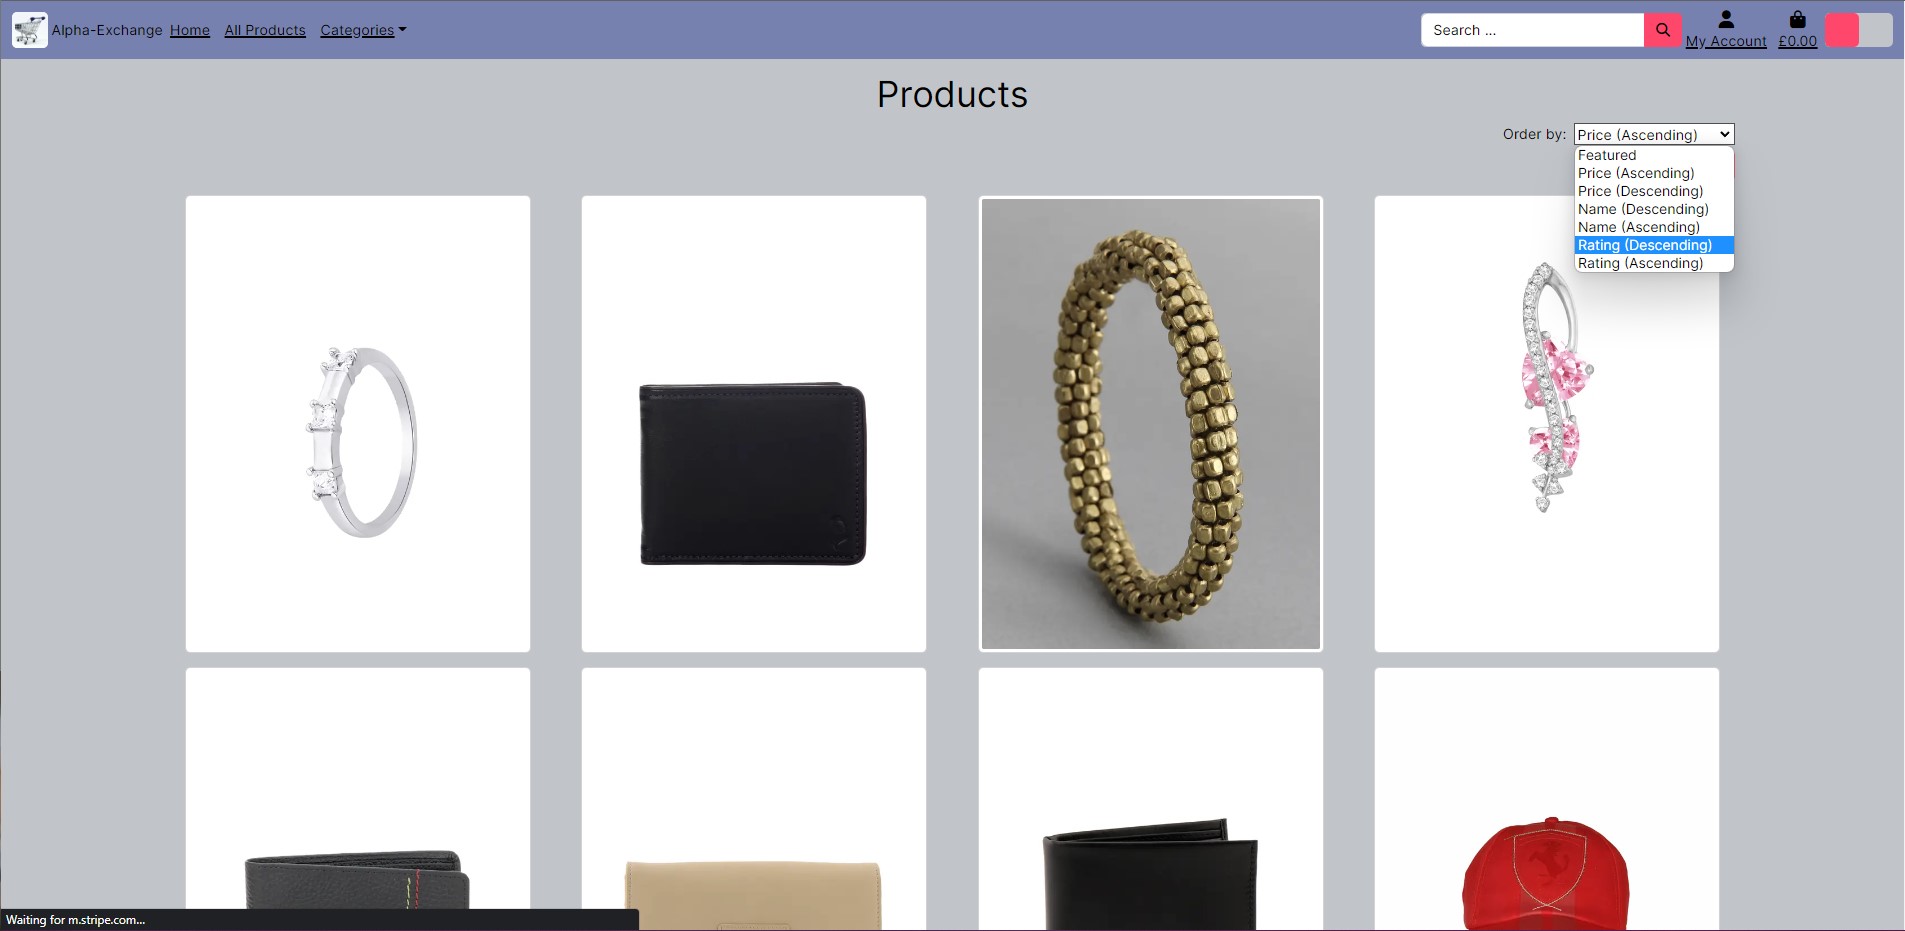 Alpha-Exchange Home All Products Categories Search ... My Account £0.00
Products
Order by: Price (Ascending)
Featured
Price (Ascending)
Price (Descending)
Name (Descending)
Name (Ascending)
Rating (Descending)
Rating (Ascending)
Waiting for m.stripe.com...